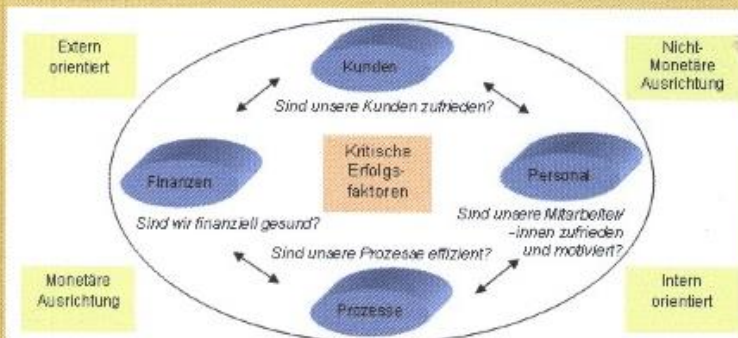 Extern
orientiert
Kunden
Nicht-
Monetäre
Ausrichtung
Sind unsere Kunden zufrieden?
Finanzen
Kritische
Erfolgs-
faktoren
Personal
Sind wir finanziell gesund?
Sind unsere Mitarbeiter/
-innen zufrieden
und motiviert?
Sind unsere Prozesse effizient?
Monetäre
Ausrichtung
Prozesse
Intern
orientiert